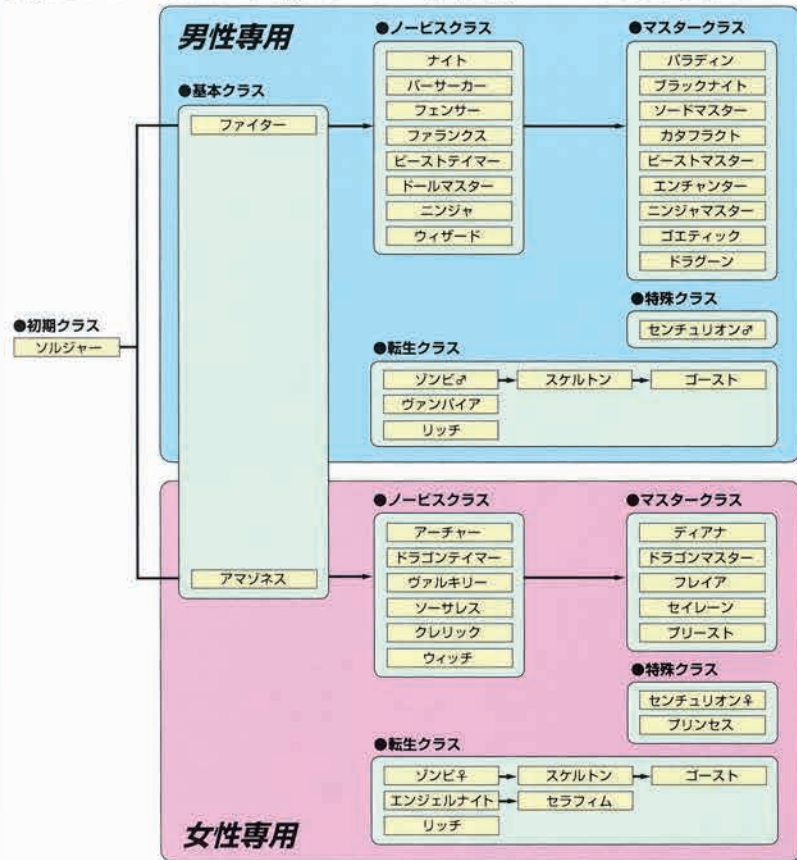 男性専用
●基本クラス
ファイター
●ノービスクラス
ナイト
バーサーカー
フェンサー
ファランクス
ビーストテイマー
ドールマスター
ニンジャ
ウィザード
●マスタークラス
パラディン
ブラックナイト
ソードマスター
カタフラクト
ビーストマスター
エンチャンター
ニンジャマスター
ゴエティック
ドラグーン
●特殊クラス
センチュリオン♂
●初期クラス
ソルジャー
●転生クラス
ゾンビ♂
スケルトン
ゴースト
ヴァンパイア
リッチ
アマゾネス
●ノービスクラス
アーチャー
ドラゴンテイマー
ヴァルキリー
ソーサレス
クレリック
ウィッチ
●マスタークラス
ディアナ
ドラゴンマスター
フレイア
セイレーン
プリースト
●特殊クラス
センチュリオン♀
プリンセス
●転生クラス
ゾンビ♀
スケルトン
ゴースト
エンジェルナイト
セラフィム
リッチ
女性専用